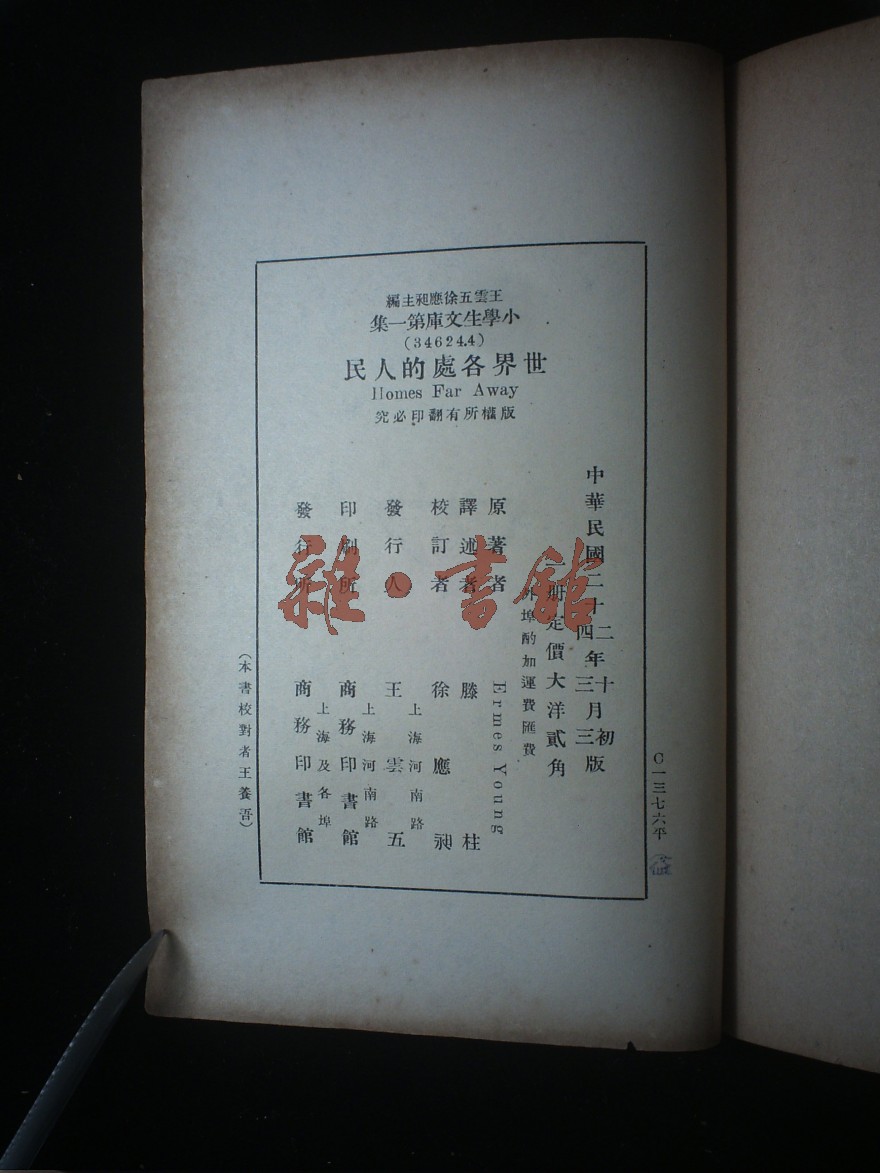 王雲五徐應昶主編
小學生文庫第一集
(34624.4)
世界各處的人民
Homes Far Away
版權所有翻印必究
中華民國二十二年十月初版
二十四年三月三版
二册定價大洋貳角
外埠酌加運費匯費
原著者 Ermes Young
譯述者 滕柱
校訂者 徐應昶
發行人 王雲五
上海河南路
印刷所 商務印書館
上海河南路
發行所 商務印書館
上海及各埠
(本書校對者王養吾)
C一三七六平
雜·書館